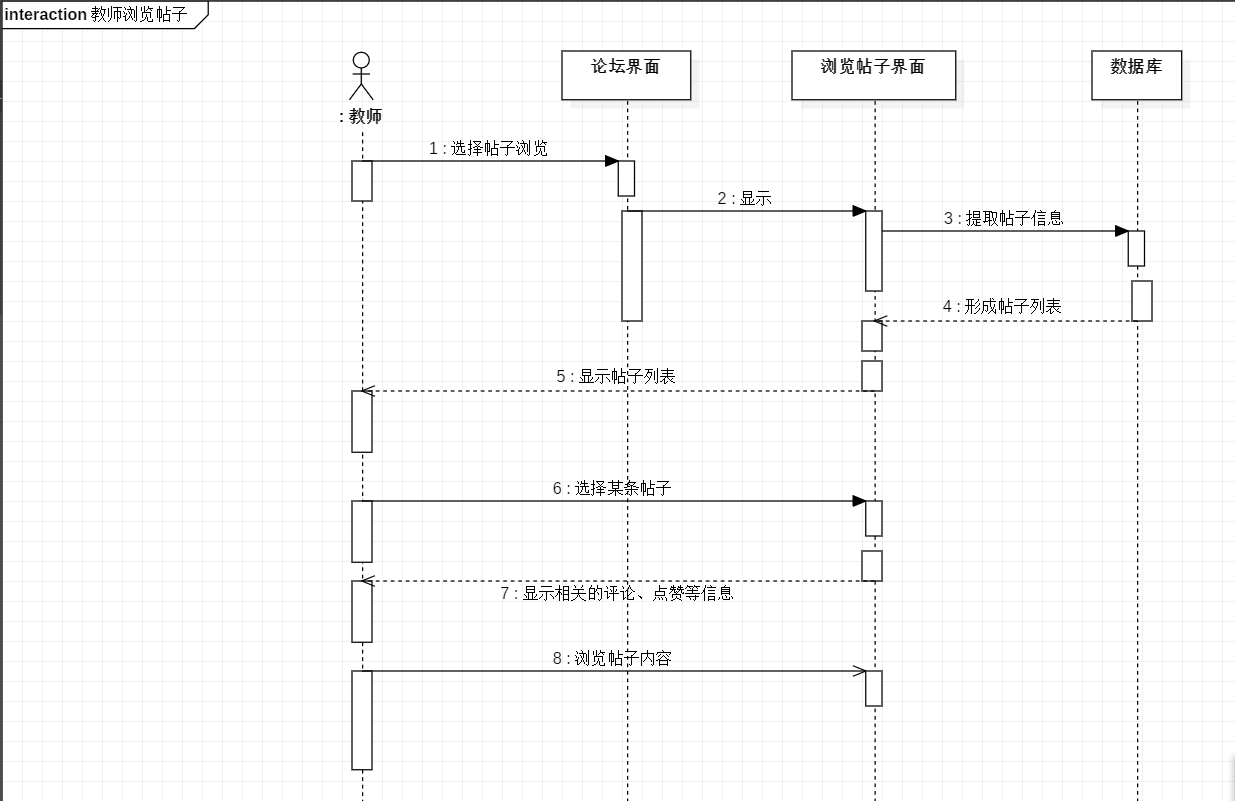 interaction 教师浏览帖子
论坛界面
浏览帖子界面
数据库
: 教师
1 : 选择帖子浏览
2 : 显示
3 : 提取帖子信息
4 : 形成帖子列表
5 : 显示帖子列表
6 : 选择某条帖子
7 : 显示相关的评论、点赞等信息
8 : 浏览帖子内容